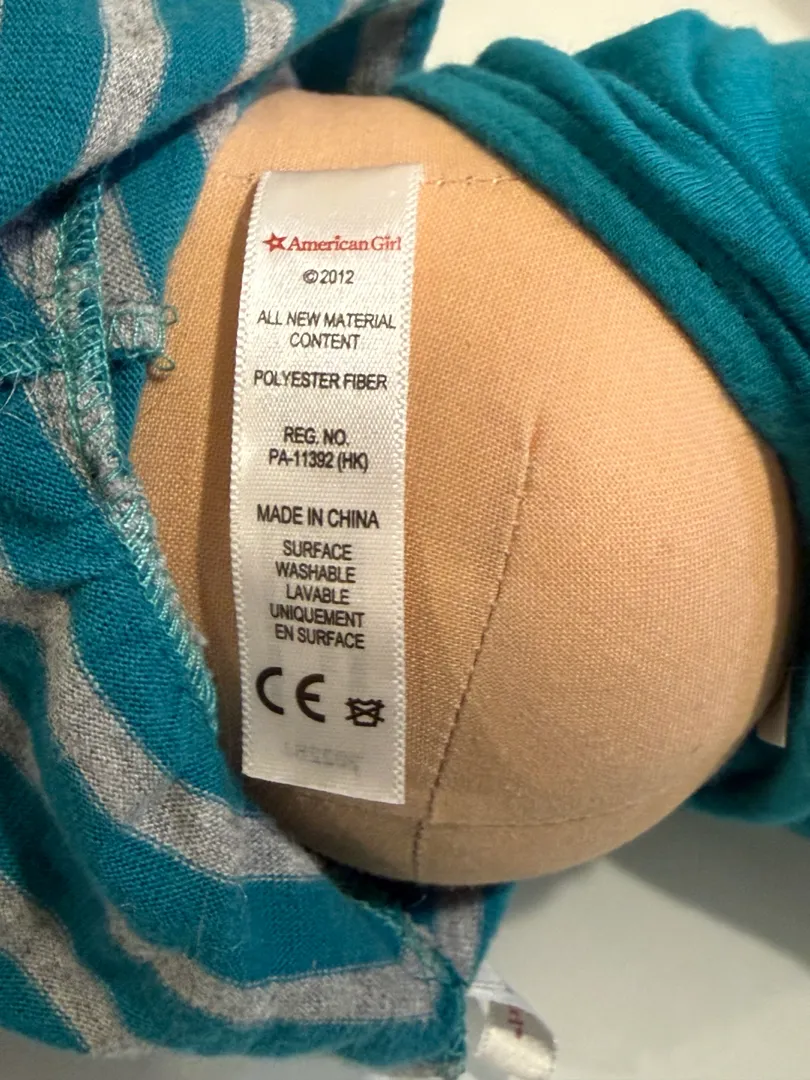 American Girl
©2012
ALL NEW MATERIAL
CONTENT
POLYESTER FIBER
REG. NO.
PA-11392 (HK)
MADE IN CHINA
SURFACE
WASHABLE
LAVABLE
UNIQUEMENT
EN SURFACE
CE